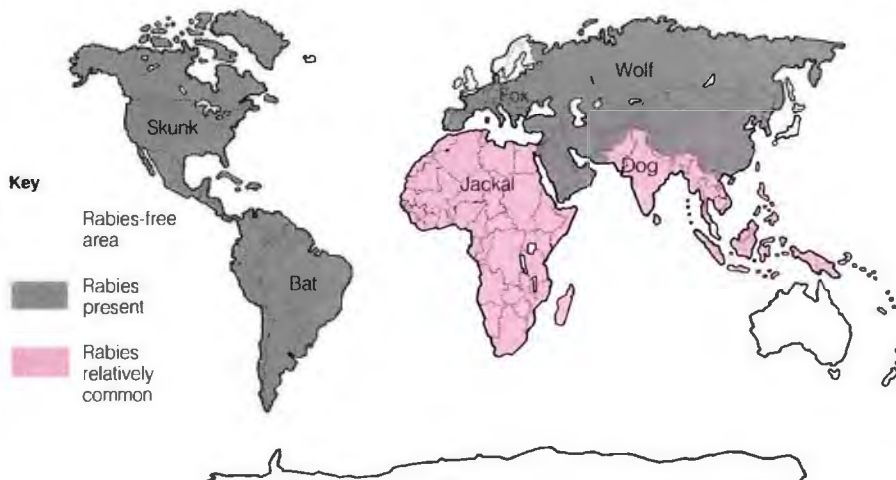 Skunk
Bat
Fox
Wolf
Jackal
Dog
Key
Rabies-free
area
Rabies
present
Rabies
relatively
common